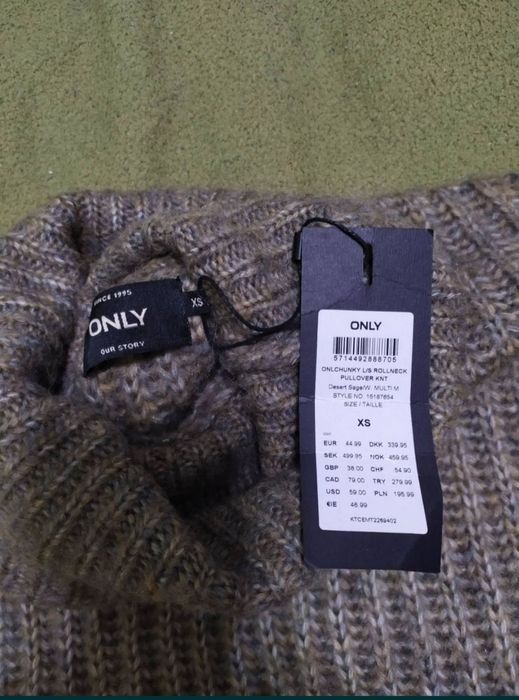 SINCE 1995
ONLY
OUR STORY
XS
ONLY
5714492888705
ONLCHUNKY L/S ROLLNECK
PULLOVER KNT
Desert Sage/W. MULTI M
STYLE NO. 15187654
SIZE / TAILLE
XS
EUR 44.99 DKK 339.95
SEK 499.95 NOK 459.95
GBP 38.00 CHF 54.90
CAD 79.00 TRY 279.99
USD 59.00 PLN 195.99
€IE 46.99
KTCEMT2269402